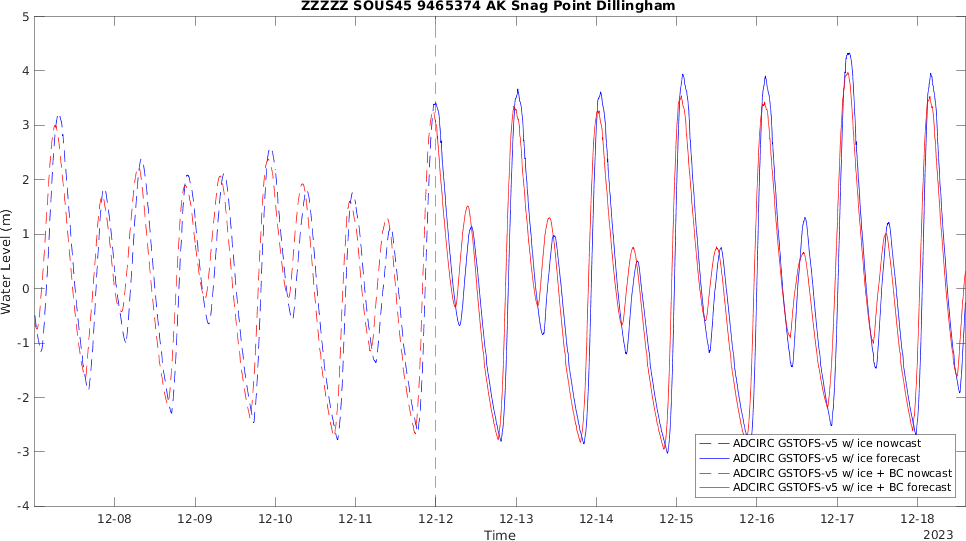 ZZZZZ SOUS45 9465374 AK Snag Point Dillingham
Water Level (m)
5
4
3
2
1
0
-1
-2
-3
-4
ADCIRC GSTOFS-v5 w/ ice nowcast
ADCIRC GSTOFS-v5 w/ ice forecast
ADCIRC GSTOFS-v5 w/ ice + BC nowcast
ADCIRC GSTOFS-v5 w/ ice + BC forecast
12-08 12-09 12-10 12-11 12-12 12-13 12-14 12-15 12-16 12-17 12-18
Time
2023